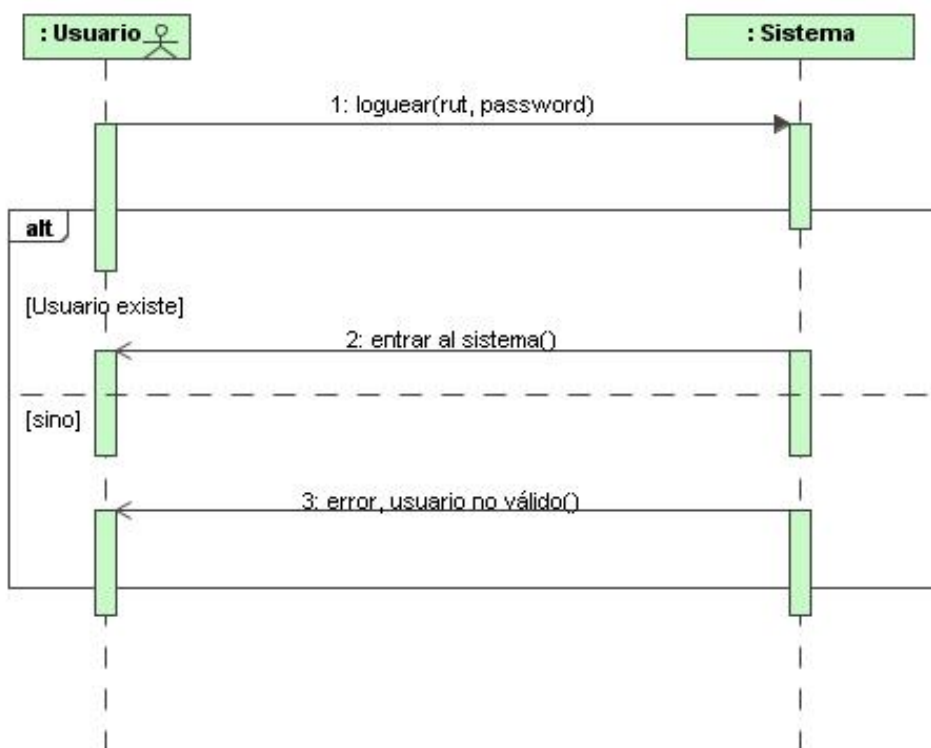 : Usuario
: Sistema
1: loguear(rut, password)
alt
[Usuario existe]
2: entrar al sistema()
[sino]
3: error, usuario no válido()